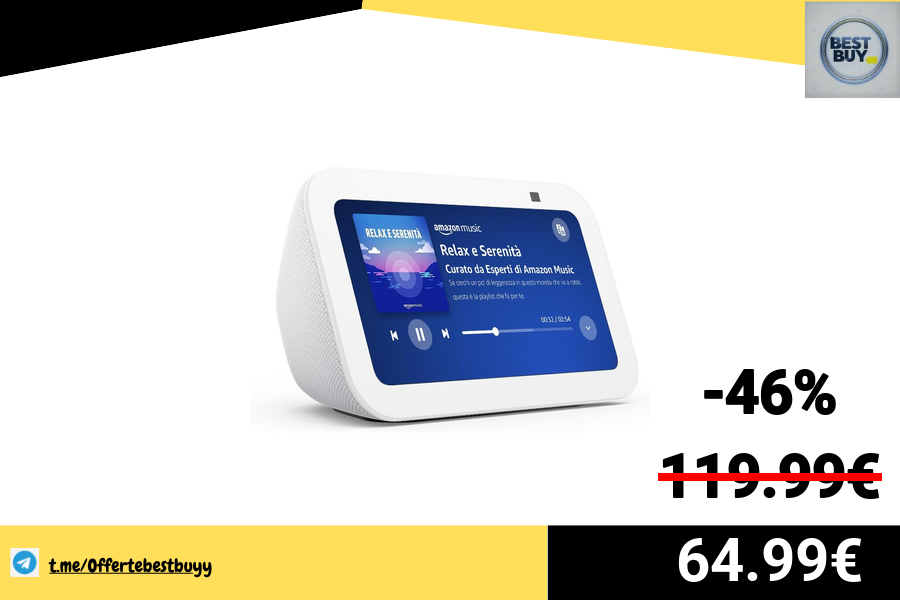 BEST
BUY
RELAX E SERENITÀ
amazon music
Relax e Serenità
Curato da Esperti di Amazon Music
Se cerchi un po' di leggerezza in questo mondo che va a rotoli,
questa è la playlist che fa per te.
00:52 / 02:54
-46%
119.99€
64.99€
t.me/Offertebestbuyy